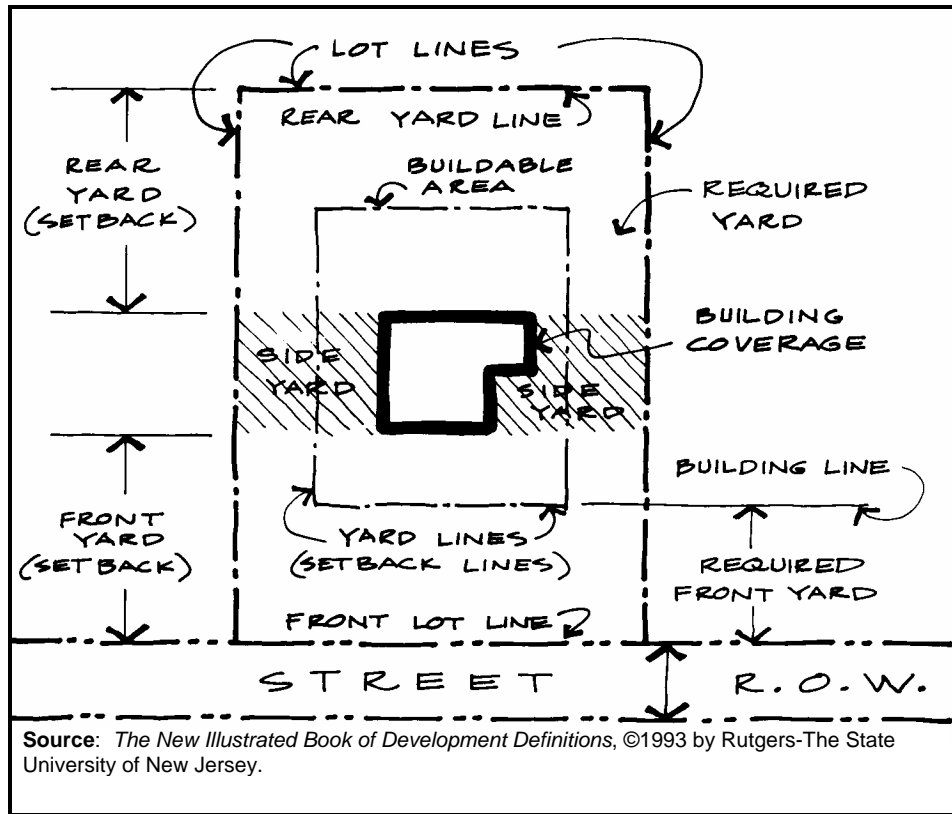 LOT LINES
REAR YARD LINE
BUILDABLE
AREA
REAR
YARD
(SETBACK)
REQUIRED
YARD
BUILDING
COVERAGE
SIDE
YARD
SIDE
YARD
BUILDING LINE
FRONT
YARD
(SETBACK)
YARD LINES
(SETBACK LINES)
REQUIRED
FRONT YARD
FRONT LOT LINE
STREET R.O.W.
Source: The New Illustrated Book of Development Definitions, ©1993 by Rutgers-The State
University of New Jersey.